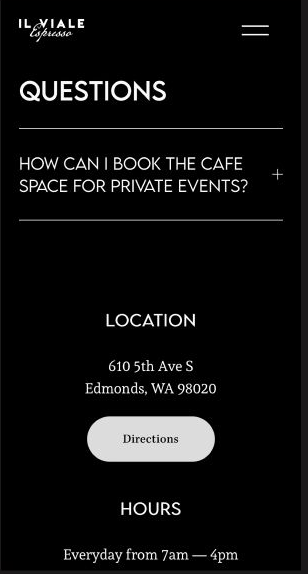 IL VIALE
Espresso
QUESTIONS
HOW CAN I BOOK THE CAFE
SPACE FOR PRIVATE EVENTS?
+
LOCATION
610 5th Ave S
Edmonds, WA 98020
Directions
HOURS
Everyday from 7am — 4pm